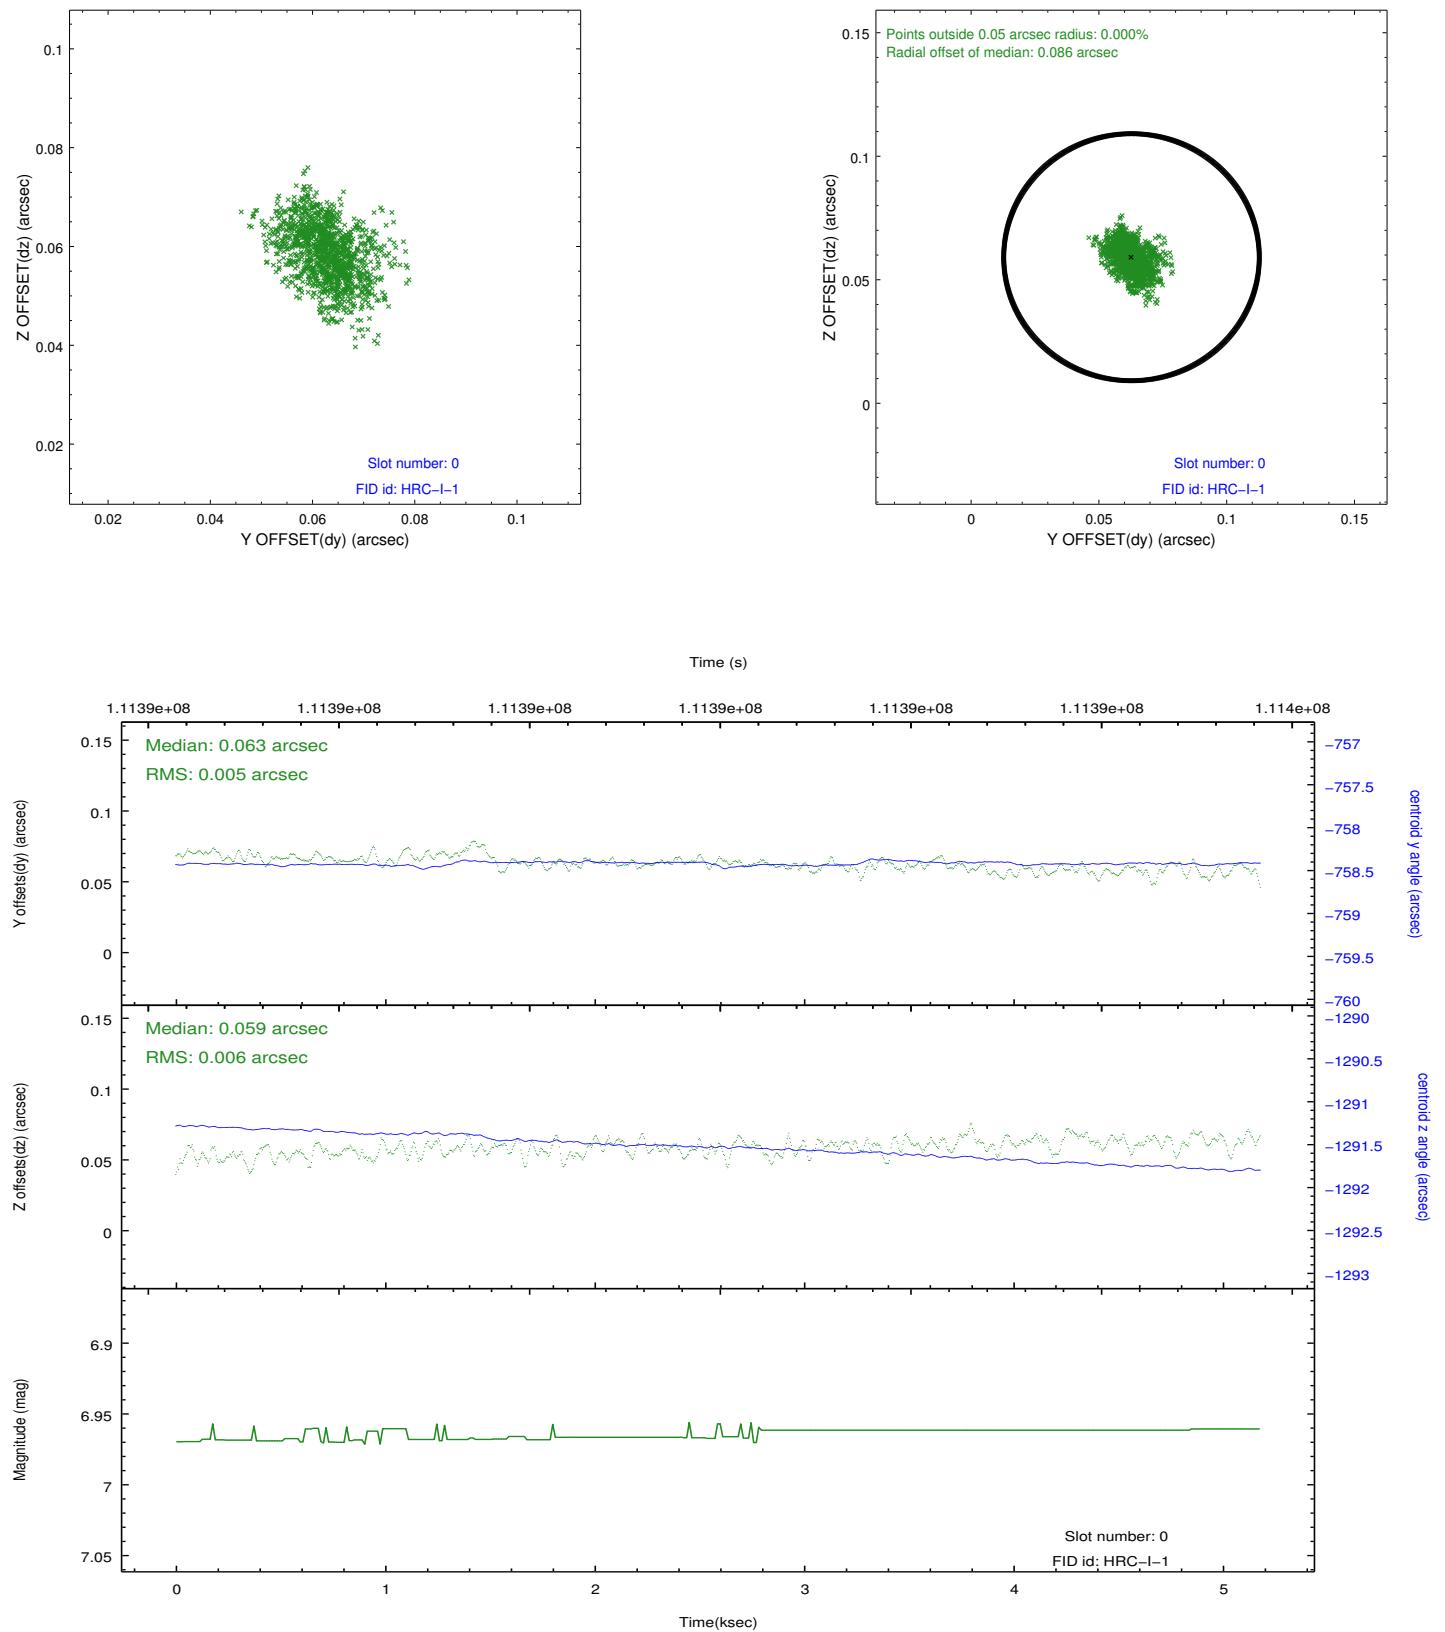 0.1
0.08
0.06
0.04
0.02
Z OFFSET(dz) (arcsec)
Slot number: 0
FID id: HRC−I−1
0.02 0.04 0.06 0.08 0.1
Y OFFSET(dy) (arcsec)
Points outside 0.05 arcsec radius: 0.000%
Radial offset of median: 0.086 arcsec
0.15
0.1
0.05
0
Z OFFSET(dz) (arcsec)
Slot number: 0
FID id: HRC−I−1
0 0.05 0.1 0.15
Y OFFSET(dy) (arcsec)
Time (s)
1.1139e+08 1.1139e+08 1.1139e+08 1.1139e+08 1.1139e+08 1.1139e+08 1.114e+08
Median: 0.063 arcsec
RMS: 0.005 arcsec
0.15
0.1
0.05
0
Y offsets(dy) (arcsec)
−757
−757.5
−758
−758.5
−759
−759.5
−760
centroid y angle (arcsec)
Median: 0.059 arcsec
RMS: 0.006 arcsec
0.15
0.1
0.05
0
Z offsets(dz) (arcsec)
−1290
−1290.5
−1291
−1291.5
−1292
−1292.5
−1293
centroid z angle (arcsec)
6.9
6.95
7
7.05
Magnitude (mag)
Slot number: 0
FID id: HRC−I−1
0 1 2 3 4 5
Time(ksec)